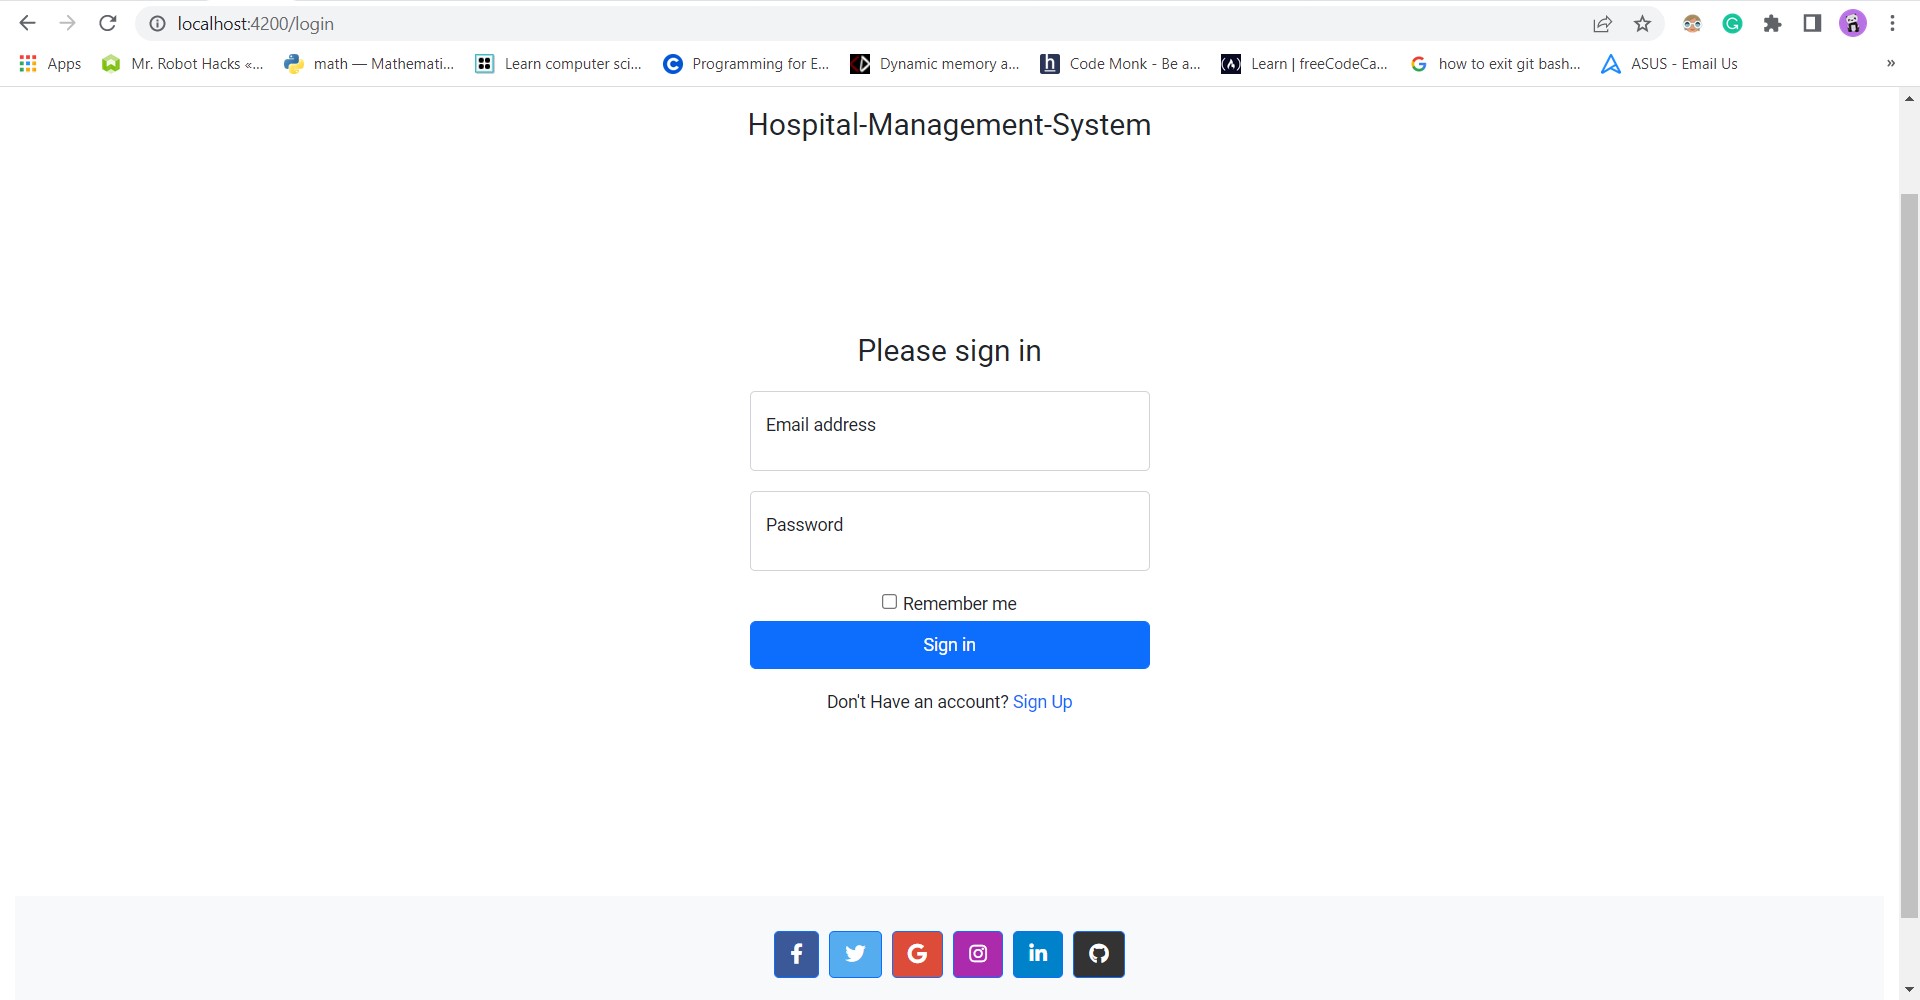 localhost:4200/login
Apps Mr. Robot Hacks «... math — Mathemati... Learn computer sci... Programming for E... Dynamic memory a... Code Monk - Be a... Learn | freeCodeCa... how to exit git bash... ASUS - Email Us »
Hospital-Management-System
Please sign in
Email address
Password
Remember me
Sign in
Don't Have an account? Sign Up